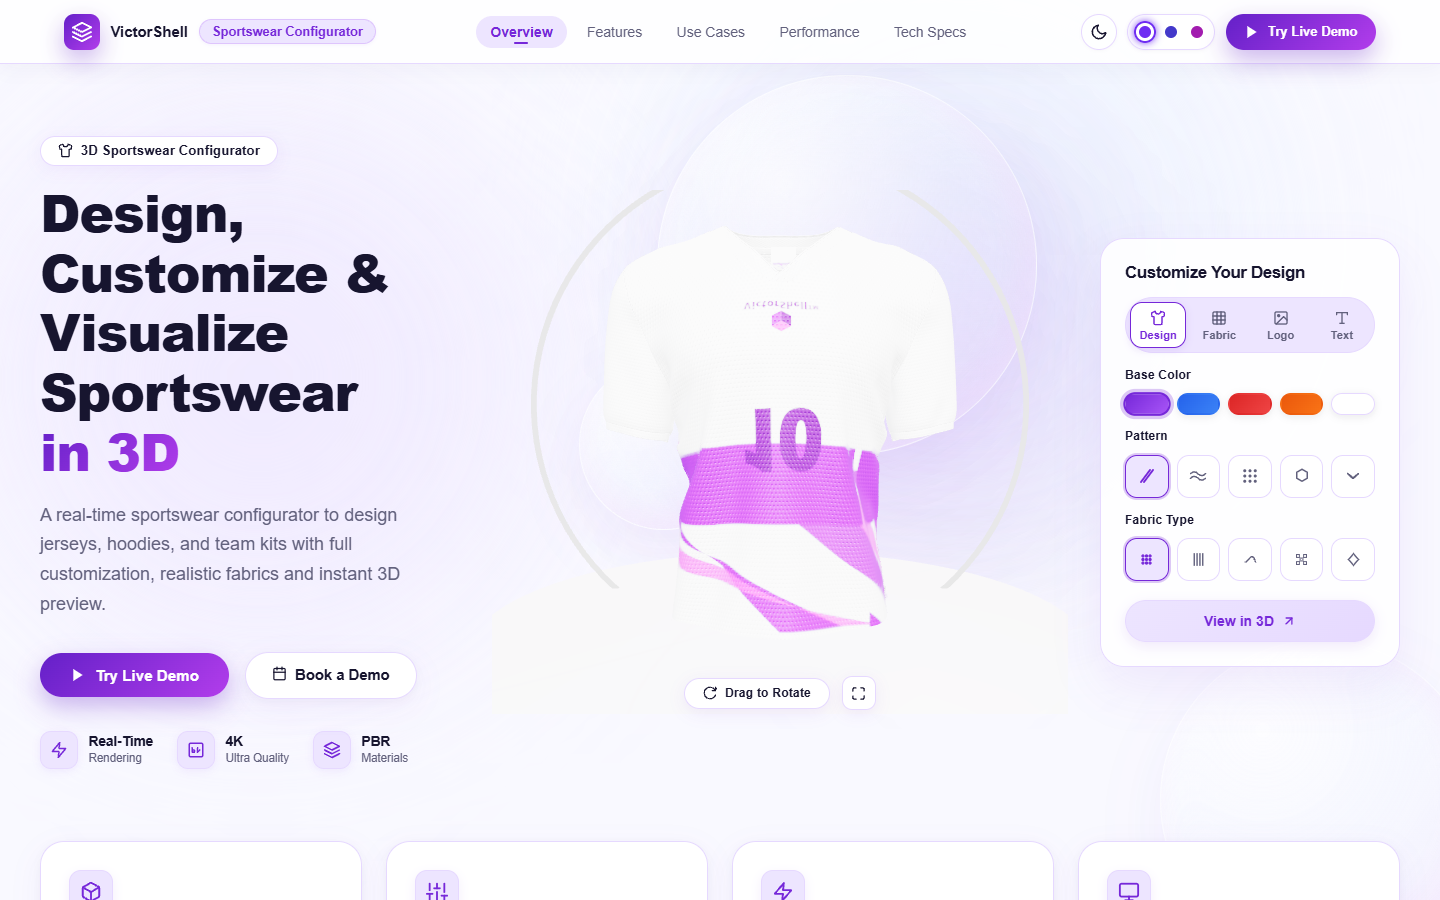 VictorShell
Sportswear Configurator
Overview
Features
Use Cases
Performance
Tech Specs
Try Live Demo
3D Sportswear Configurator
Design,
Customize &
Visualize
Sportswear
in 3D
A real-time sportswear configurator to design
jerseys, hoodies, and team kits with full
customization, realistic fabrics and instant 3D
preview.
Try Live Demo
Book a Demo
Real-Time
Rendering
4K
Ultra Quality
PBR
Materials
10
Drag to Rotate
Customize Your Design
Design
Fabric
Logo
Text
Base Color
Pattern
Fabric Type
View in 3D